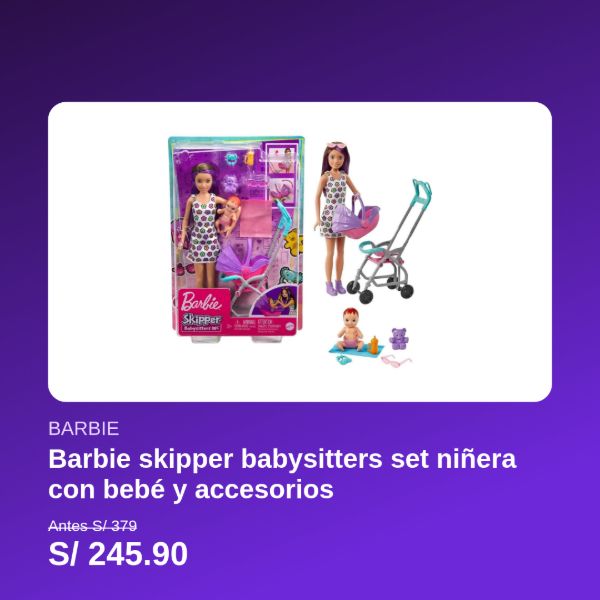 Barbie
Skipper
Babysitters INC
BARBIE
Barbie skipper babysitters set niñera
con bebé y accesorios
Antes S/ 379
S/ 245.90